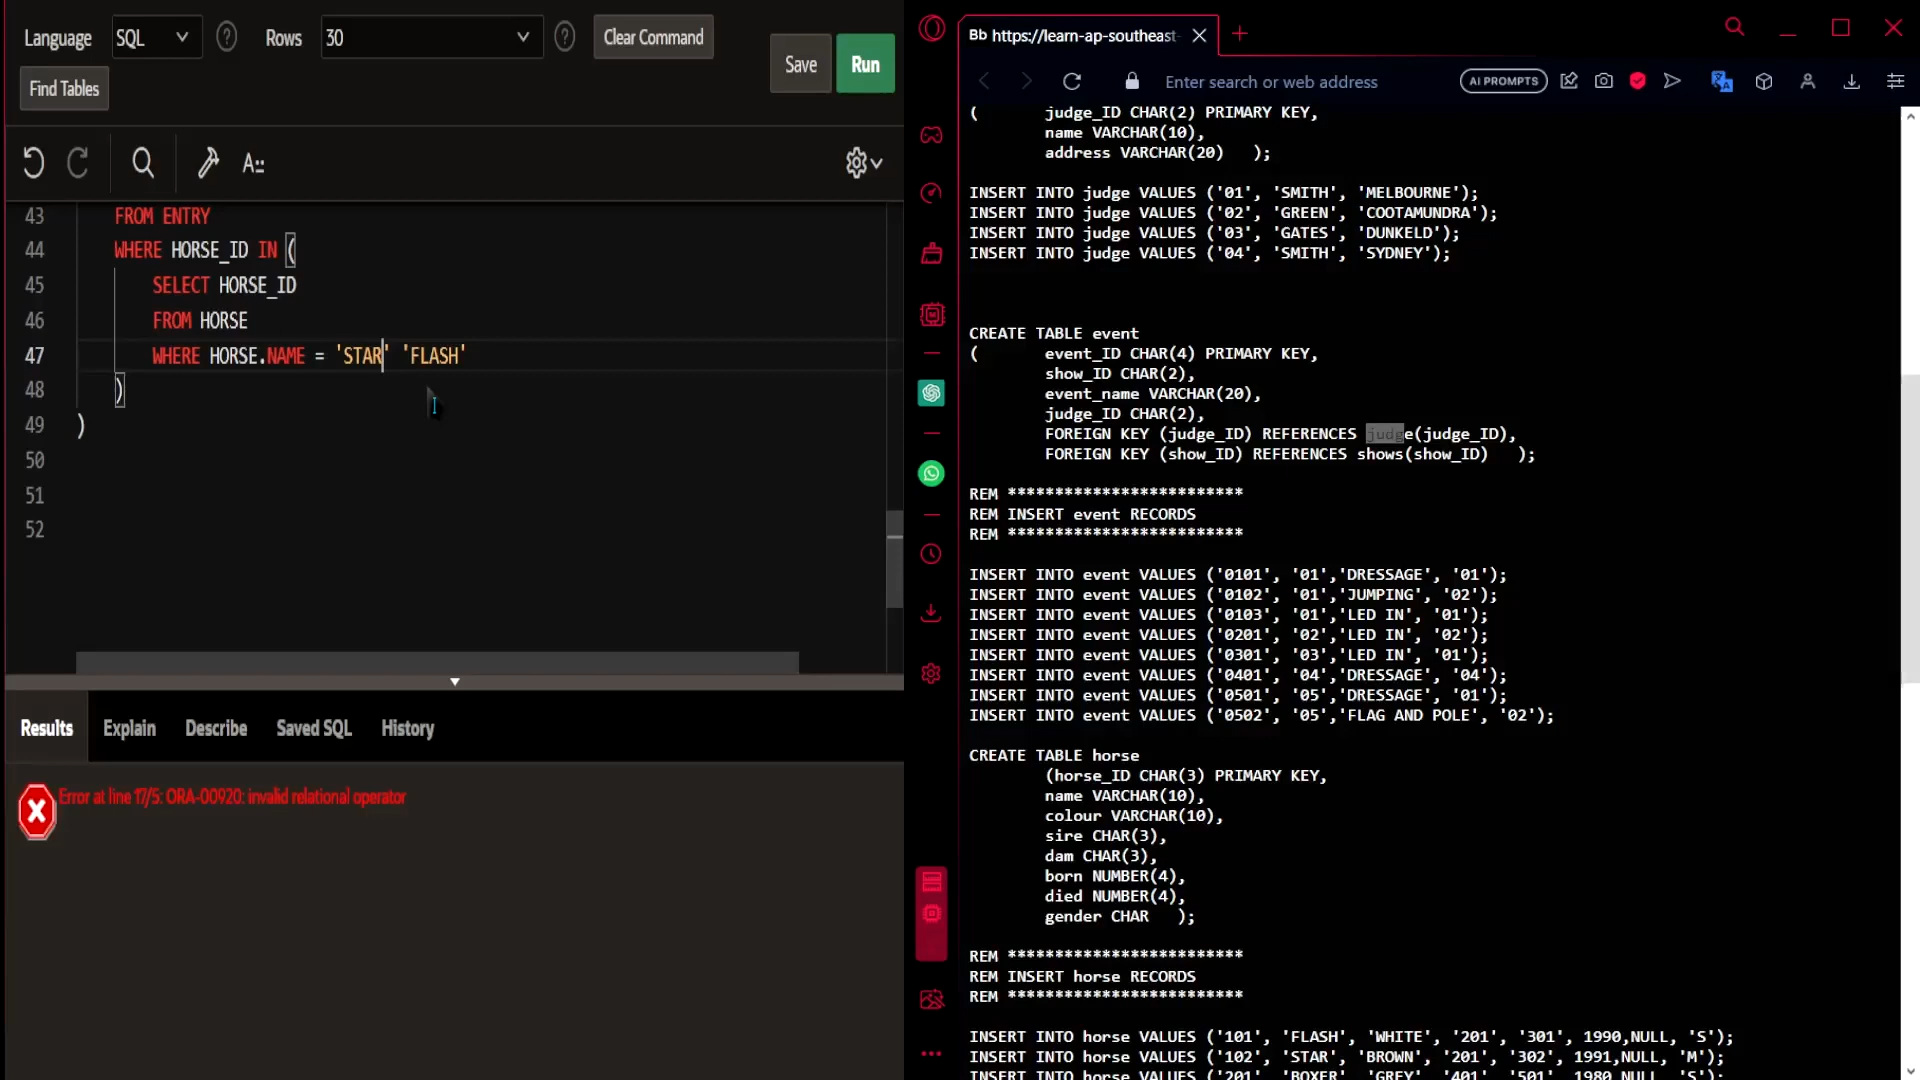 Language SQL Rows 30 Clear Command
Save Run
Find Tables
43 FROM ENTRY
44 WHERE HORSE_ID IN (
45 SELECT HORSE_ID
46 FROM HORSE
47 WHERE HORSE.NAME = 'STAR' 'FLASH'
48 )
49 )
50
51
52
Results Explain Describe Saved SQL History
Error at line 17/5: ORA-00920: invalid relational operator
Bb https://learn-ap-southeast-
Enter search or web address AI PROMPTS
( judge_ID CHAR(2) PRIMARY KEY,
name VARCHAR(10),
address VARCHAR(20) );
INSERT INTO judge VALUES ('01', 'SMITH', 'MELBOURNE');
INSERT INTO judge VALUES ('02', 'GREEN', 'COOTAMUNDRA');
INSERT INTO judge VALUES ('03', 'GATES', 'DUNKELD');
INSERT INTO judge VALUES ('04', 'SMITH', 'SYDNEY');
CREATE TABLE event
( event_ID CHAR(4) PRIMARY KEY,
show_ID CHAR(2),
event_name VARCHAR(20),
judge_ID CHAR(2),
FOREIGN KEY (judge_ID) REFERENCES judge(judge_ID),
FOREIGN KEY (show_ID) REFERENCES shows(show_ID) );
REM *************************
REM INSERT event RECORDS
REM *************************
INSERT INTO event VALUES ('0101', '01','DRESSAGE', '01');
INSERT INTO event VALUES ('0102', '01','JUMPING', '02');
INSERT INTO event VALUES ('0103', '01','LED IN', '01');
INSERT INTO event VALUES ('0201', '02','LED IN', '02');
INSERT INTO event VALUES ('0301', '03','LED IN', '01');
INSERT INTO event VALUES ('0401', '04','DRESSAGE', '04');
INSERT INTO event VALUES ('0501', '05','DRESSAGE', '01');
INSERT INTO event VALUES ('0502', '05','FLAG AND POLE', '02');
CREATE TABLE horse
(horse_ID CHAR(3) PRIMARY KEY,
name VARCHAR(10),
colour VARCHAR(10),
sire CHAR(3),
dam CHAR(3),
born NUMBER(4),
died NUMBER(4),
gender CHAR );
REM *************************
REM INSERT horse RECORDS
REM *************************
INSERT INTO horse VALUES ('101', 'FLASH', 'WHITE', '201', '301', 1990,NULL, 'S');
INSERT INTO horse VALUES ('102', 'STAR', 'BROWN', '201', '302', 1991,NULL, 'M');
INSERT INTO horse VALUES ('201', 'BOXER', 'GREY', '401', '501', 1980,NULL, 'S');